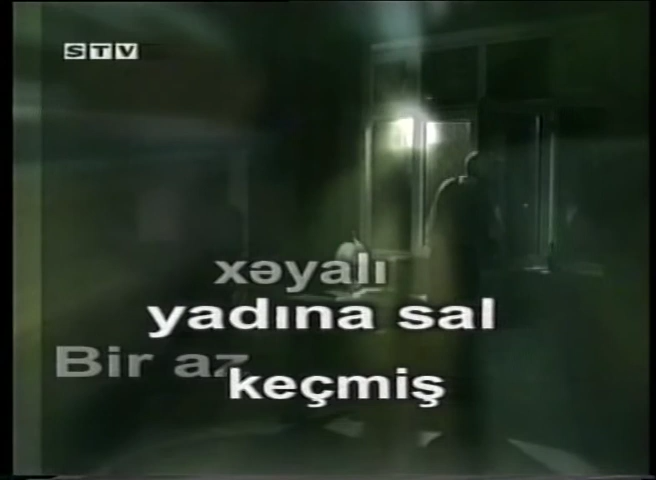 STV
xəyalı
yadına sal
Bir az
keçmiş